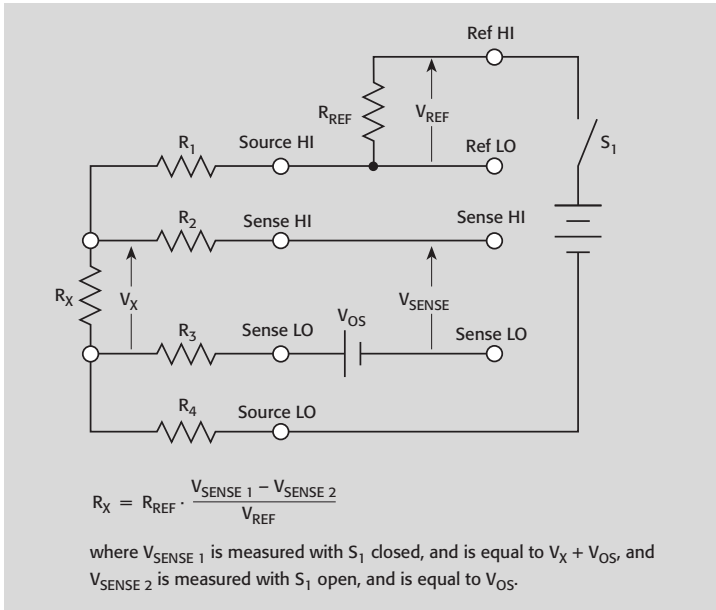 Ref HI
R_REF
V_REF
R_1
Source HI
Ref LO
S_1
R_2
Sense HI
Sense HI
R_X
V_X
V_SENSE
R_3
Sense LO
V_OS
Sense LO
R_4
Source LO
R_X = R_REF · (V_SENSE 1 – V_SENSE 2) / V_REF
where V_SENSE 1 is measured with S_1 closed, and is equal to V_X + V_OS, and
V_SENSE 2 is measured with S_1 open, and is equal to V_OS.